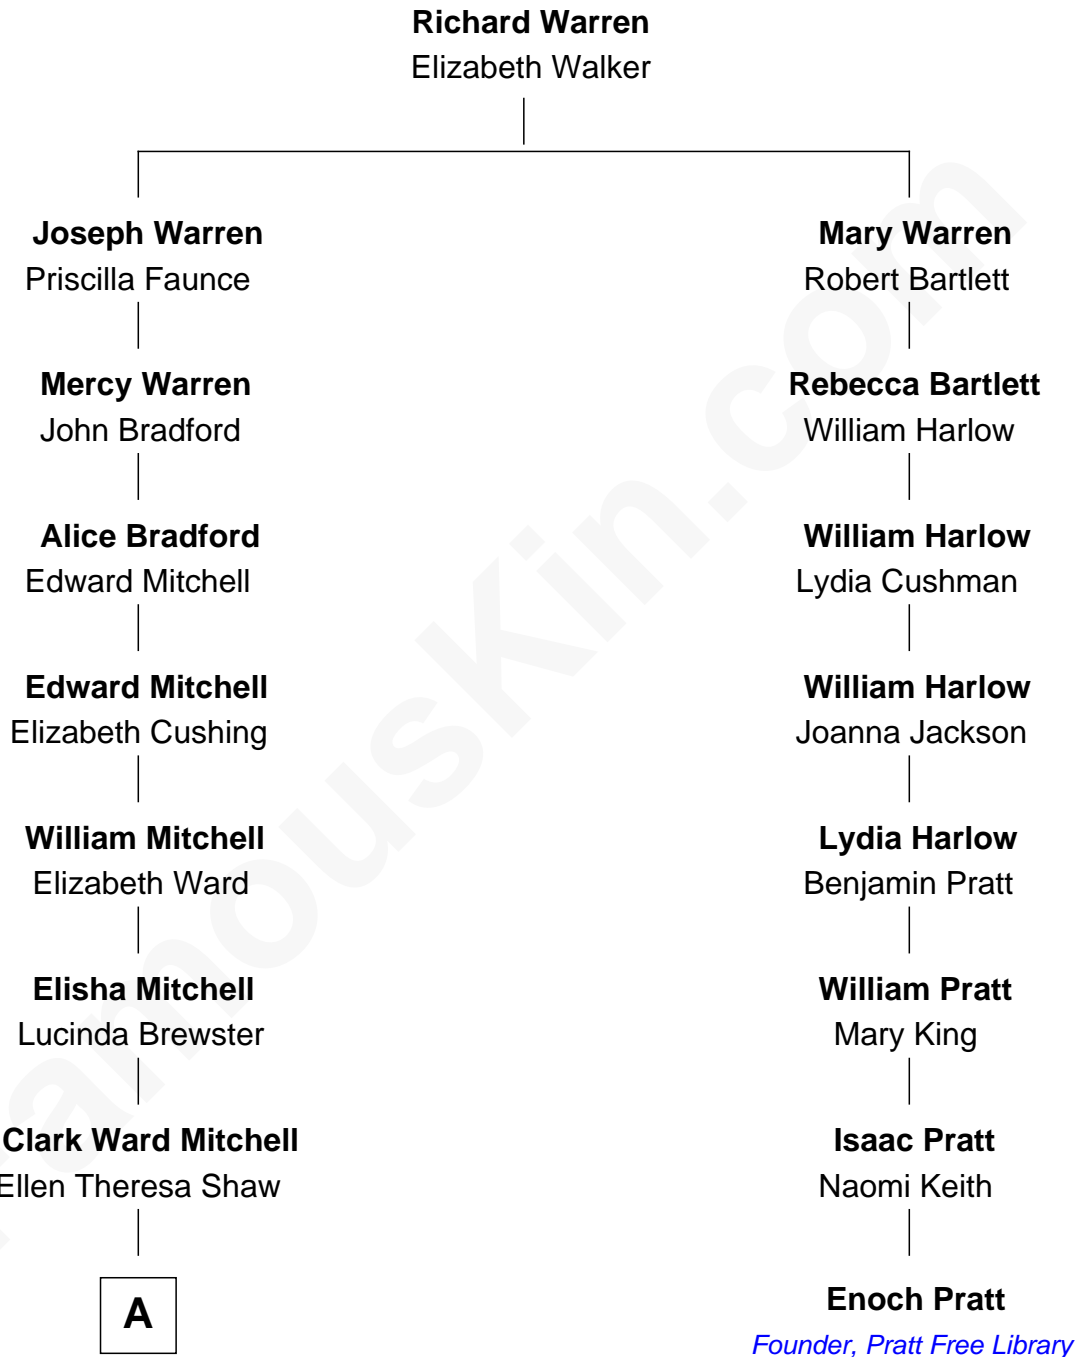 Richard Warren
Elizabeth Walker
Joseph Warren
Priscilla Faunce
Mary Warren
Robert Bartlett
Mercy Warren
John Bradford
Rebecca Bartlett
William Harlow
Alice Bradford
Edward Mitchell
William Harlow
Lydia Cushman
Edward Mitchell
Elizabeth Cushing
William Harlow
Joanna Jackson
William Mitchell
Elizabeth Ward
Lydia Harlow
Benjamin Pratt
Elisha Mitchell
Lucinda Brewster
William Pratt
Mary King
Clark Ward Mitchell
Ellen Theresa Shaw
Isaac Pratt
Naomi Keith
A
Enoch Pratt
Founder, Pratt Free Library
FamousKin.com